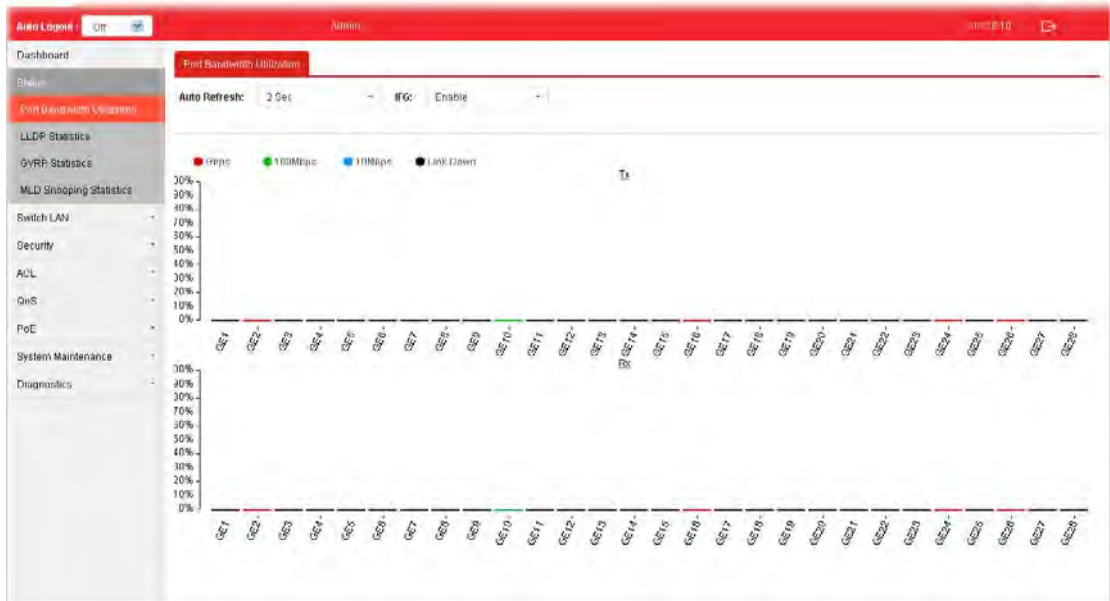 Auto Logout : Off
Admin
Dashboard
Status
Port Bandwidth Utilization
LLDP Statistics
GVRP Statistics
MLD Snooping Statistics
Switch LAN
Security
ACL
QoS
PoE
System Maintenance
Diagnostics
Port Bandwidth Utilization
Auto Refresh: 2 Sec IFG: Enable
Gbps 100Mbps 10Mbps Link Down
Tx
00%
90%
80%
70%
60%
50%
40%
30%
20%
10%
0%
GE1 GE2 GE3 GE4 GE5 GE6 GE7 GE8 GE9 GE10 GE11 GE12 GE13 GE14 GE15 GE16 GE17 GE18 GE19 GE20 GE21 GE22 GE23 GE24 GE25 GE26 GE27 GE28
Rx
00%
90%
80%
70%
60%
50%
40%
30%
20%
10%
0%
GE1 GE2 GE3 GE4 GE5 GE6 GE7 GE8 GE9 GE10 GE11 GE12 GE13 GE14 GE15 GE16 GE17 GE18 GE19 GE20 GE21 GE22 GE23 GE24 GE25 GE26 GE27 GE28